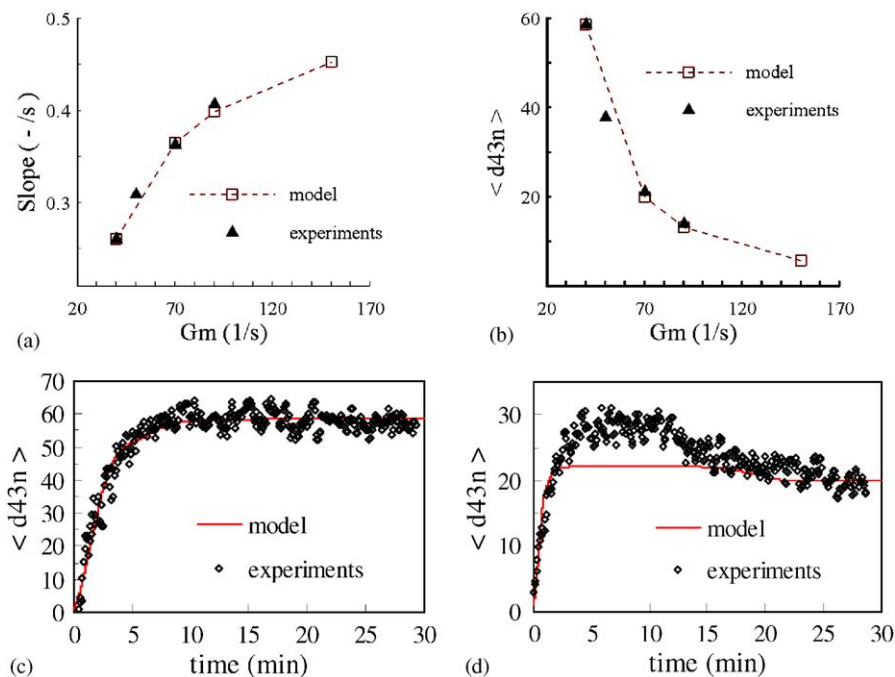 0.5
0.4
0.3
Slope ( - /s )
model
experiments
20
70
120
170
Gm (1/s)
(a)
60
40
20
< d43n >
model
experiments
20
70
120
170
Gm (1/s)
(b)
70
60
50
40
30
20
10
0
< d43n >
model
experiments
0
5
10
15
20
25
30
time (min)
(c)
30
20
10
0
< d43n >
model
experiments
0
5
10
15
20
25
30
time (min)
(d)